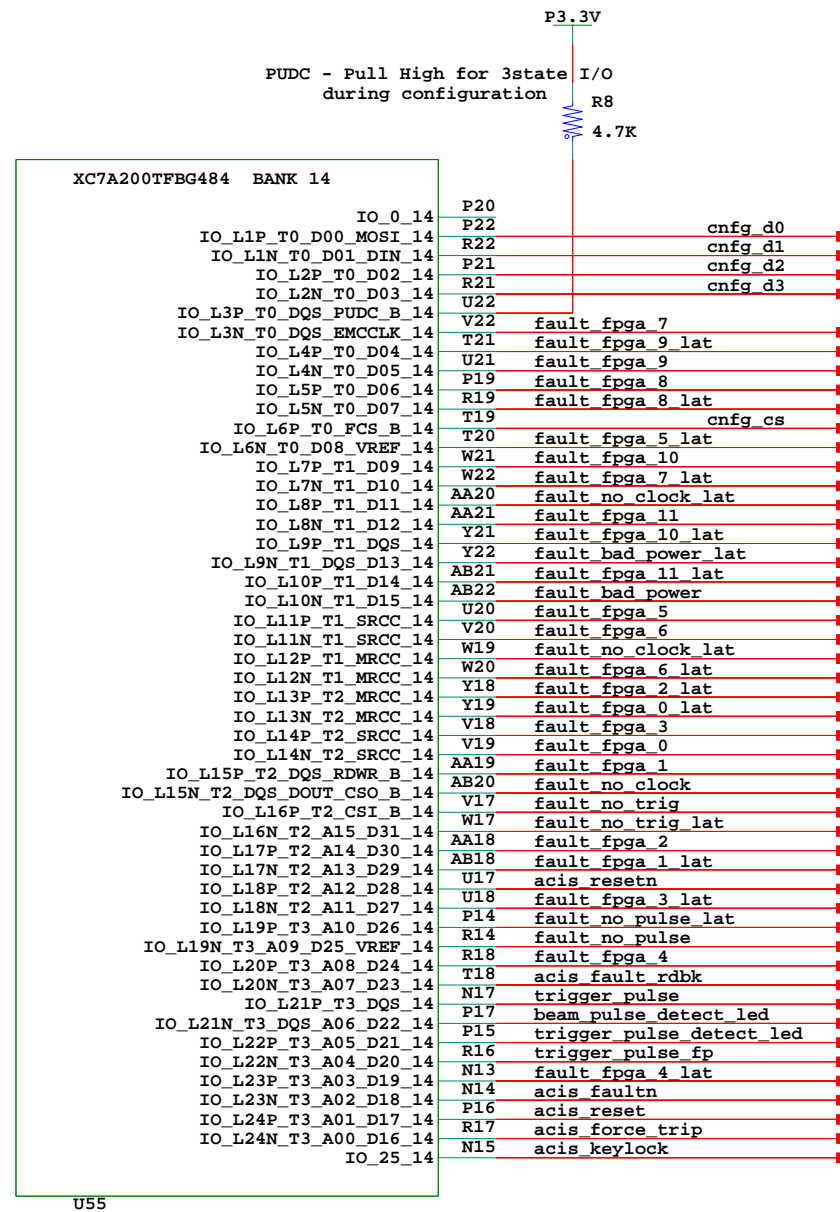 P3.3V
PUDC - Pull High for 3state I/O
during configuration
R8
4.7K
XC7A200TFBG484 BANK 14
IO_0_14 P20
IO_L1P_T0_D00_MOSI_14 P22 cnfg_d0
IO_L1N_T0_D01_DIN_14 R22 cnfg_d1
IO_L2P_T0_D02_14 P21 cnfg_d2
IO_L2N_T0_D03_14 R21 cnfg_d3
IO_L3P_T0_DQS_PUDC_B_14 U22
IO_L3N_T0_DQS_EMCCLK_14 V22 fault_fpga_7
IO_L4P_T0_D04_14 T21 fault_fpga_9_lat
IO_L4N_T0_D05_14 U21 fault_fpga_9
IO_L5P_T0_D06_14 P19 fault_fpga_8
IO_L5N_T0_D07_14 R19 fault_fpga_8_lat
IO_L6P_T0_FCS_B_14 T19 cnfg_cs
IO_L6N_T0_D08_VREF_14 T20 fault_fpga_5_lat
IO_L7P_T1_D09_14 W21 fault_fpga_10
IO_L7N_T1_D10_14 W22 fault_fpga_7_lat
IO_L8P_T1_D11_14 AA20 fault_no_clock_lat
IO_L8N_T1_D12_14 AA21 fault_fpga_11
IO_L9P_T1_DQS_14 Y21 fault_fpga_10_lat
IO_L9N_T1_DQS_D13_14 Y22 fault_bad_power_lat
IO_L10P_T1_D14_14 AB21 fault_fpga_11_lat
IO_L10N_T1_D15_14 AB22 fault_bad_power
IO_L11P_T1_SRCC_14 U20 fault_fpga_5
IO_L11N_T1_SRCC_14 V20 fault_fpga_6
IO_L12P_T1_MRCC_14 W19 fault_no_clock_lat
IO_L12N_T1_MRCC_14 W20 fault_fpga_6_lat
IO_L13P_T2_MRCC_14 Y18 fault_fpga_2_lat
IO_L13N_T2_MRCC_14 Y19 fault_fpga_0_lat
IO_L14P_T2_SRCC_14 V18 fault_fpga_3
IO_L14N_T2_SRCC_14 V19 fault_fpga_0
IO_L15P_T2_DQS_RDWR_B_14 AA19 fault_fpga_1
IO_L15N_T2_DQS_DOUT_CSO_B_14 AB20 fault_no_clock
IO_L16P_T2_CSI_B_14 V17 fault_no_trig
IO_L16N_T2_A15_D31_14 W17 fault_no_trig_lat
IO_L17P_T2_A14_D30_14 AA18 fault_fpga_2
IO_L17N_T2_A13_D29_14 AB18 fault_fpga_1_lat
IO_L18P_T2_A12_D28_14 U17 acis_resetn
IO_L18N_T2_A11_D27_14 U18 fault_fpga_3_lat
IO_L19P_T3_A10_D26_14 P14 fault_no_pulse_lat
IO_L19N_T3_A09_D25_VREF_14 R14 fault_no_pulse
IO_L20P_T3_A08_D24_14 R18 fault_fpga_4
IO_L20N_T3_A07_D23_14 T18 acis_fault_rdbk
IO_L21P_T3_DQS_14 N17 trigger_pulse
IO_L21N_T3_DQS_A06_D22_14 P17 beam_pulse_detect_led
IO_L22P_T3_A05_D21_14 P15 trigger_pulse_detect_led
IO_L22N_T3_A04_D20_14 R16 trigger_pulse_fp
IO_L23P_T3_A03_D19_14 N13 fault_fpga_4_lat
IO_L23N_T3_A02_D18_14 N14 acis_faultn
IO_L24P_T3_A01_D17_14 P16 acis_reset
IO_L24N_T3_A00_D16_14 R17 acis_force_trip
IO_25_14 N15 acis_keylock
U55